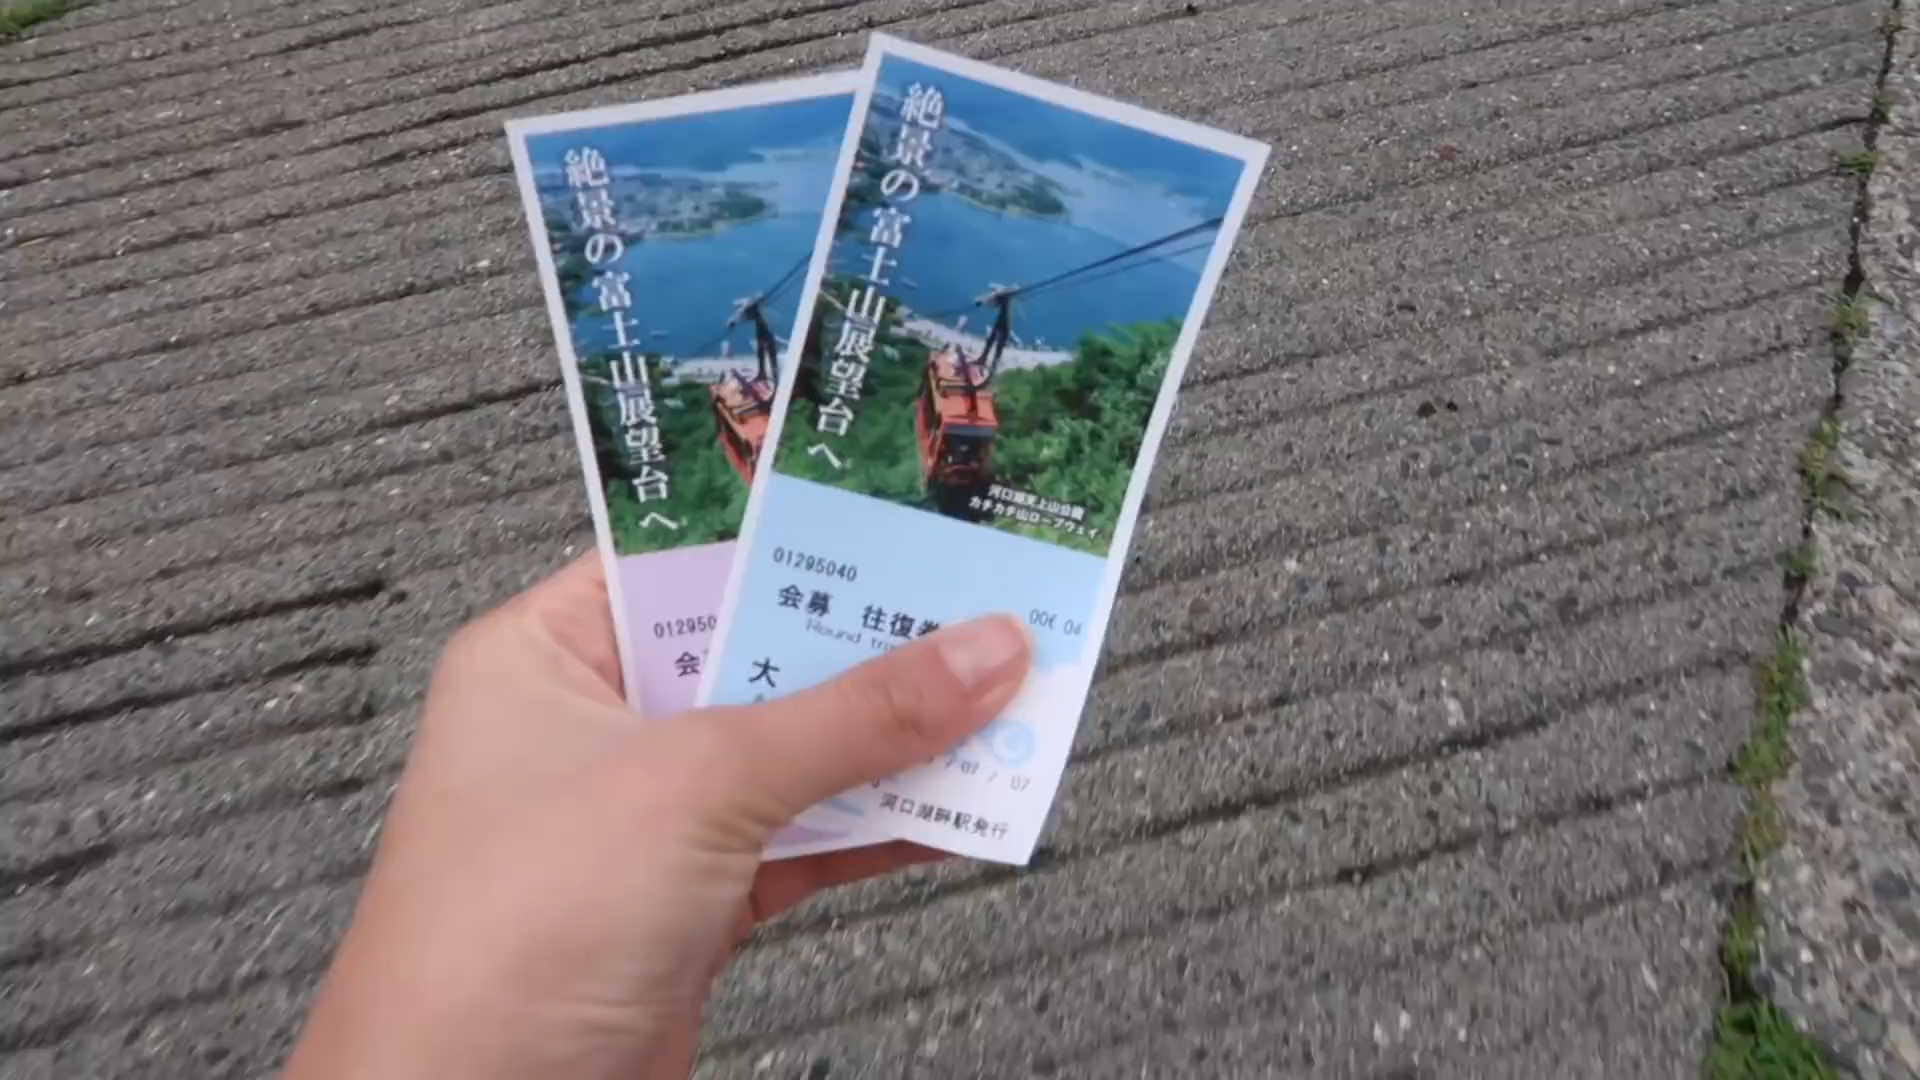 絶景の富士山展望台へ
01295
会
絶景の富士山展望台へ
河口湖天上山公園
カチカチ山ロープウェイ
01295040
会募 往復券
Round trip
大
/ 07 / 07
河口湖畔駅発行